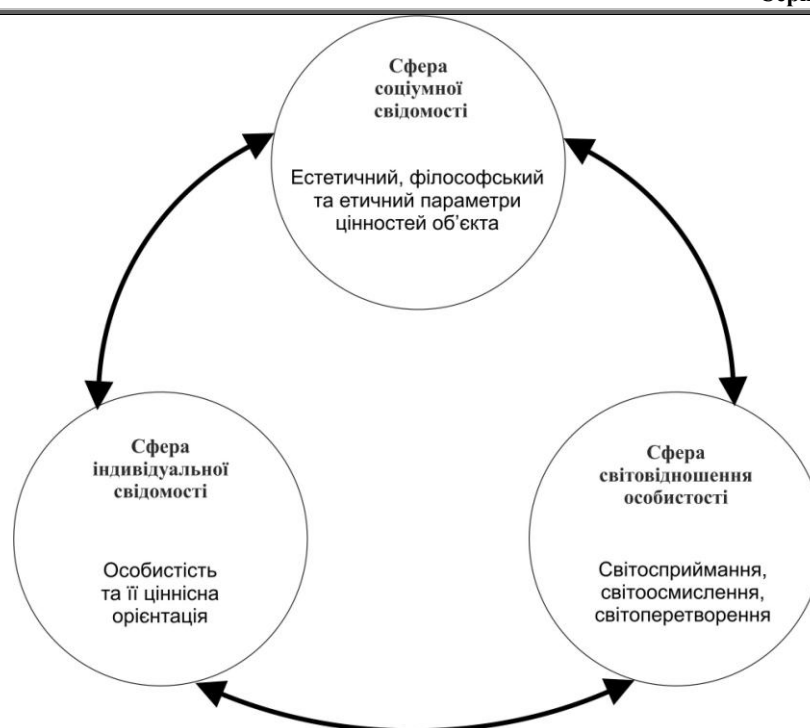 Сфера
соціумної
свідомості
Естетичний, філософський
та етичний параметри
цінностей об’єкта
Сфера
індивідуальної
свідомості
Особистість
та її ціннісна
орієнтація
Сфера
світовідношення
особистості
Світосприймання,
світоосмислення,
світоперетворення